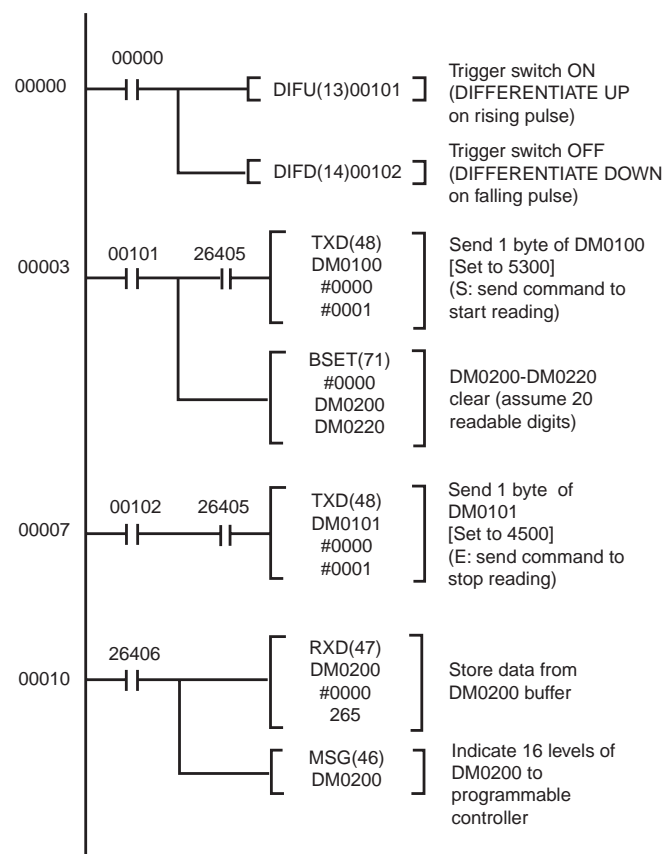 00000
00000
DIFU(13)00101
Trigger switch ON
(DIFFERENTIATE UP
on rising pulse)
DIFD(14)00102
Trigger switch OFF
(DIFFERENTIATE DOWN
on falling pulse)
00003
00101
26405
TXD(48)
DM0100
#0000
#0001
Send 1 byte of DM0100
[Set to 5300]
(S: send command to
start reading)
BSET(71)
#0000
DM0200
DM0220
DM0200-DM0220
clear (assume 20
readable digits)
00007
00102
26405
TXD(48)
DM0101
#0000
#0001
Send 1 byte of
DM0101
[Set to 4500]
(E: send command to
stop reading)
00010
26406
RXD(47)
DM0200
#0000
265
Store data from
DM0200 buffer
MSG(46)
DM0200
Indicate 16 levels of
DM0200 to
programmable
controller